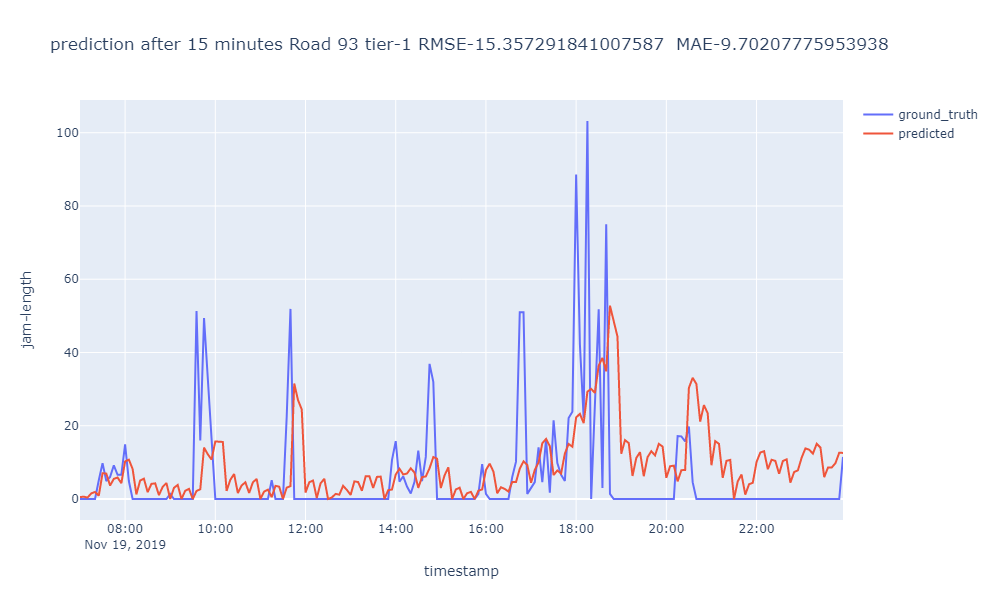 prediction after 15 minutes Road 93 tier-1 RMSE-15.357291841007587  MAE-9.70207775953938
ground_truth
predicted
jam-length
100
80
60
40
20
0
08:00 10:00 12:00 14:00 16:00 18:00 20:00 22:00
Nov 19, 2019
timestamp